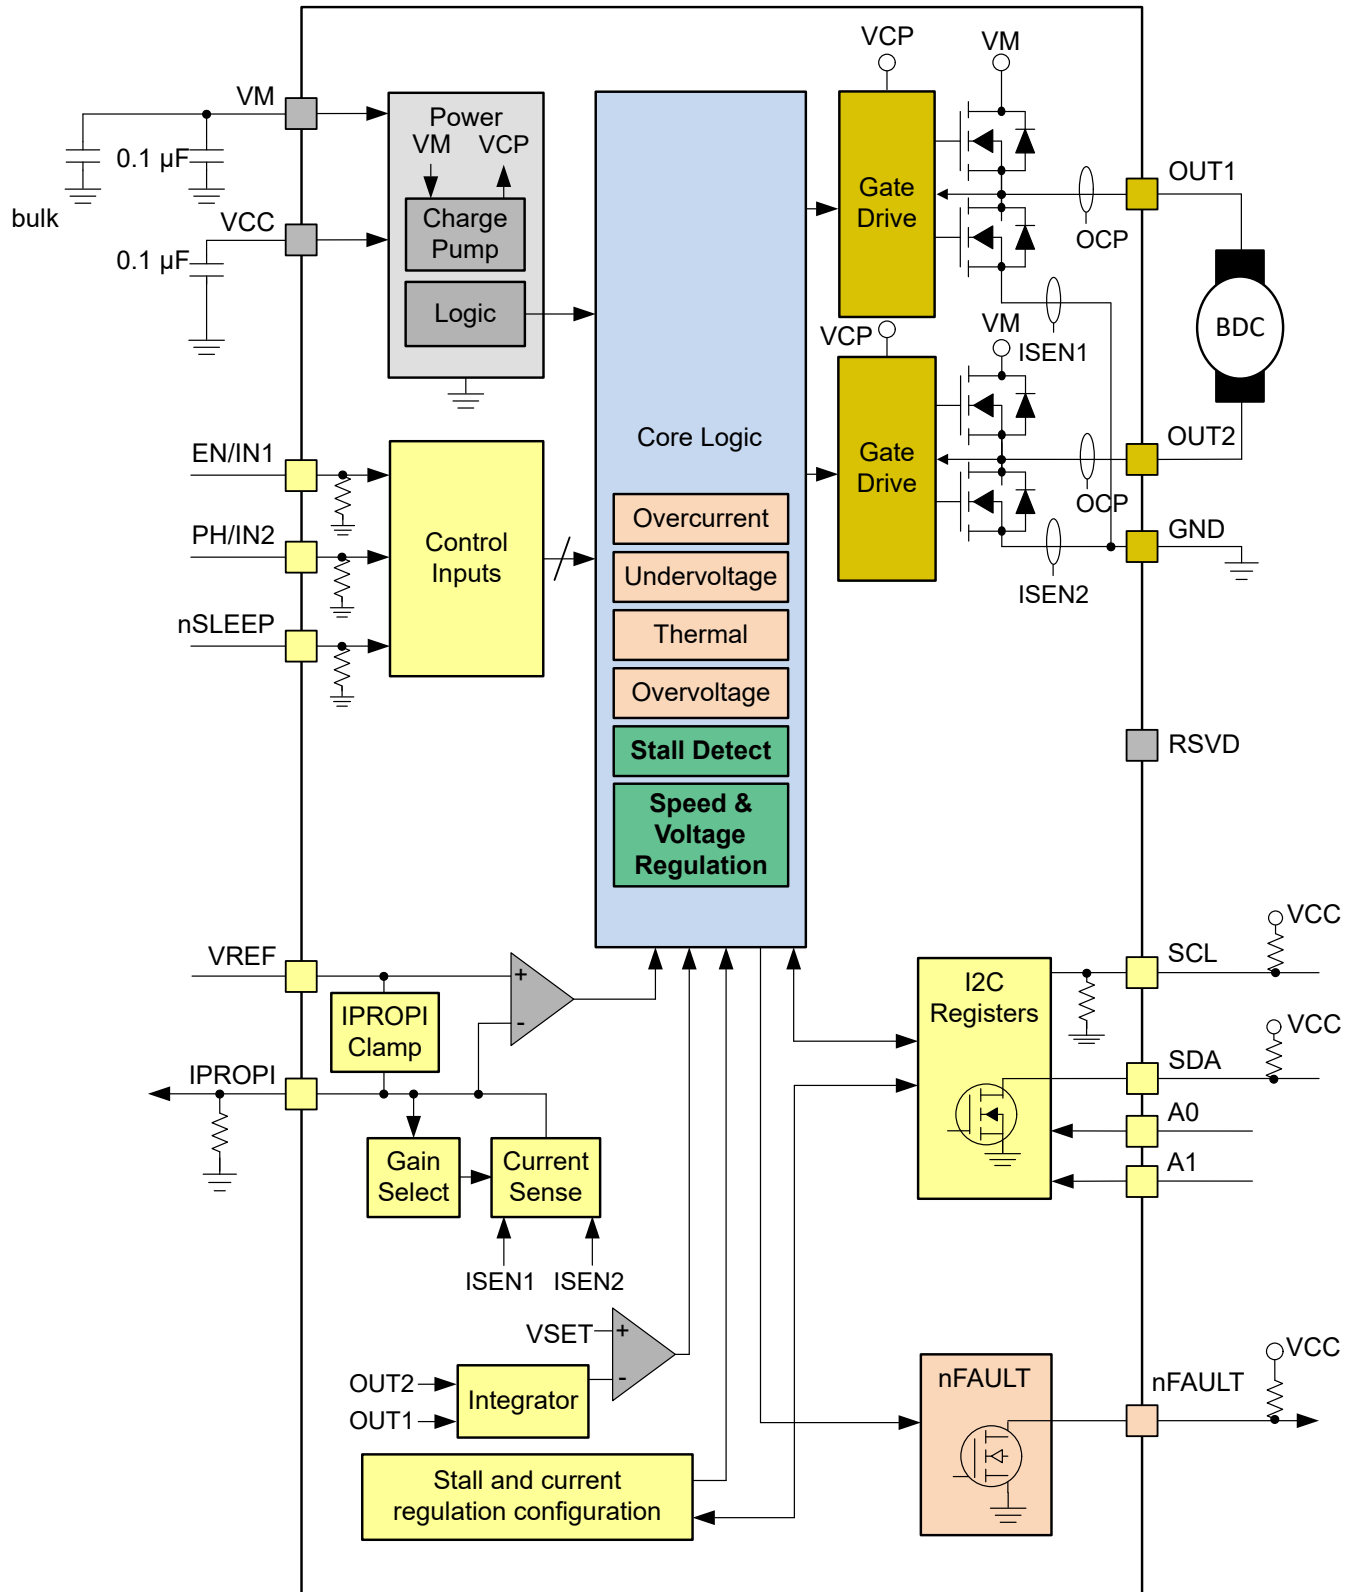 VM
0.1 µF
bulk
VCC
0.1 µF
Power
VM
VCP
Charge
Pump
Logic
EN/IN1
PH/IN2
nSLEEP
Control
Inputs
Core Logic
Overcurrent
Undervoltage
Thermal
Overvoltage
Stall Detect
Speed &
Voltage
Regulation
VCP
VM
Gate
Drive
OUT1
OCP
ISEN1
BDC
VCP
VM
Gate
Drive
OUT2
OCP
GND
ISEN2
RSVD
VREF
IPROPI
Clamp
+
-
IPROPI
Gain
Select
Current
Sense
ISEN1
ISEN2
VSET
+
-
OUT2
OUT1
Integrator
Stall and current
regulation configuration
I2C
Registers
VCC
SCL
VCC
SDA
A0
A1
nFAULT
VCC
nFAULT